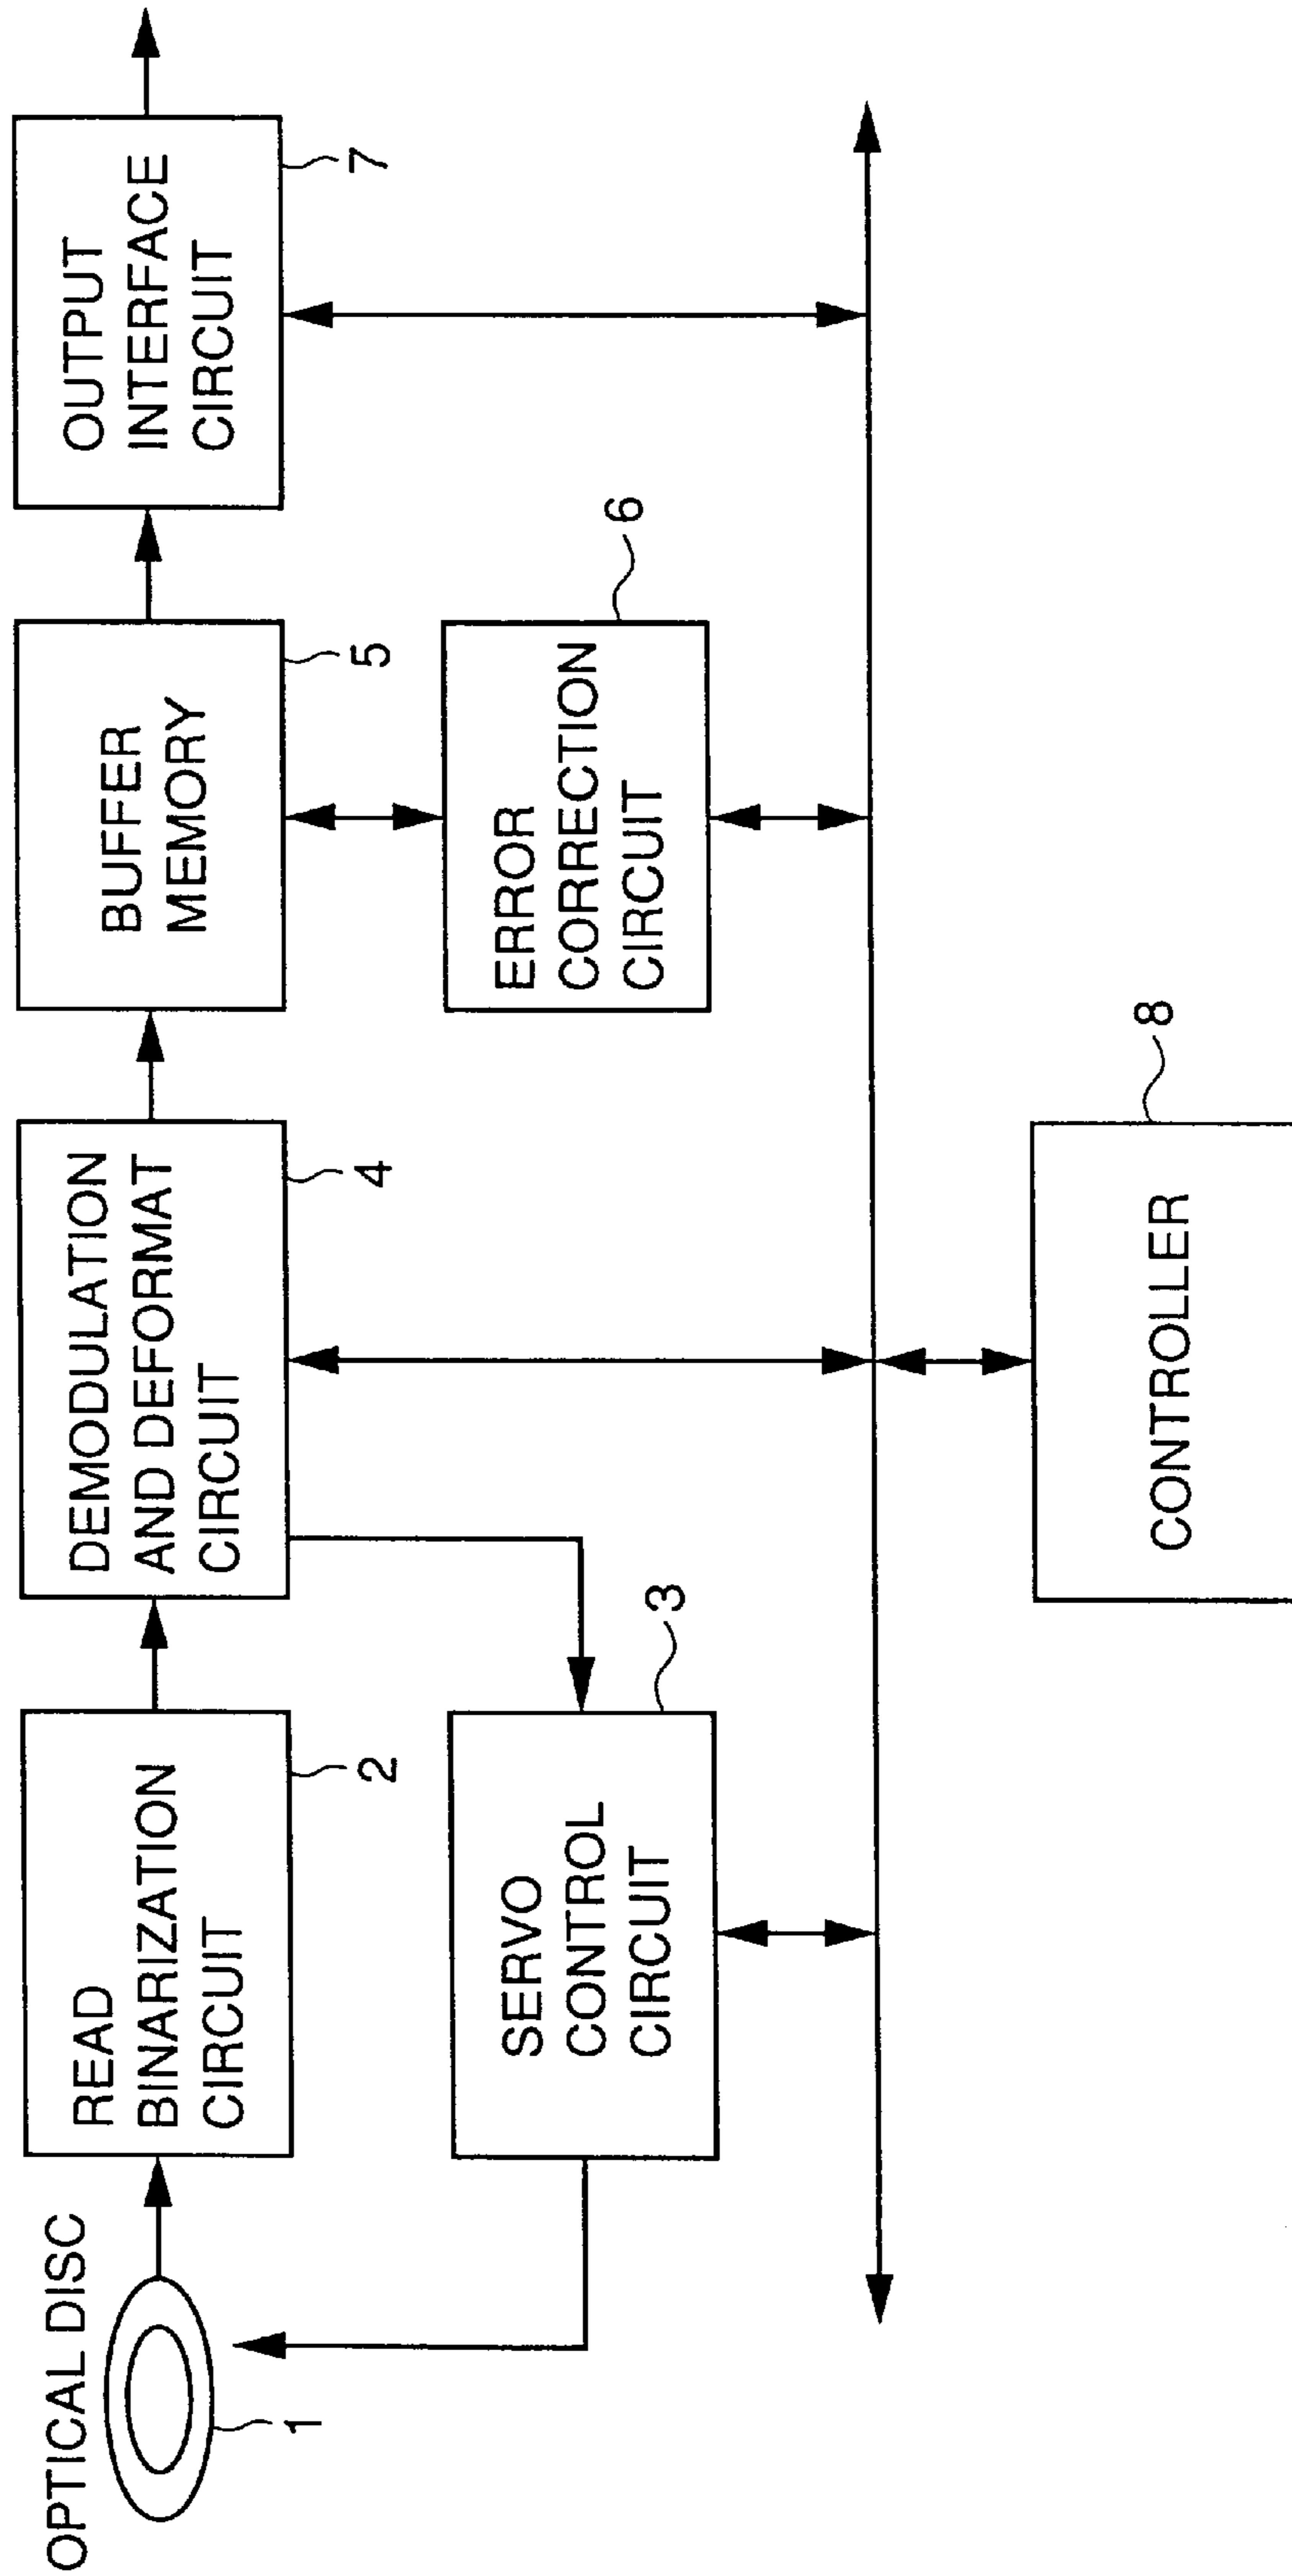 OPTICAL DISC
1
READ
BINARIZATION
CIRCUIT
2
DEMODULATION
AND DEFORMAT
CIRCUIT
4
BUFFER
MEMORY
5
OUTPUT
INTERFACE
CIRCUIT
7
SERVO
CONTROL
CIRCUIT
3
ERROR
CORRECTION
CIRCUIT
6
CONTROLLER
8